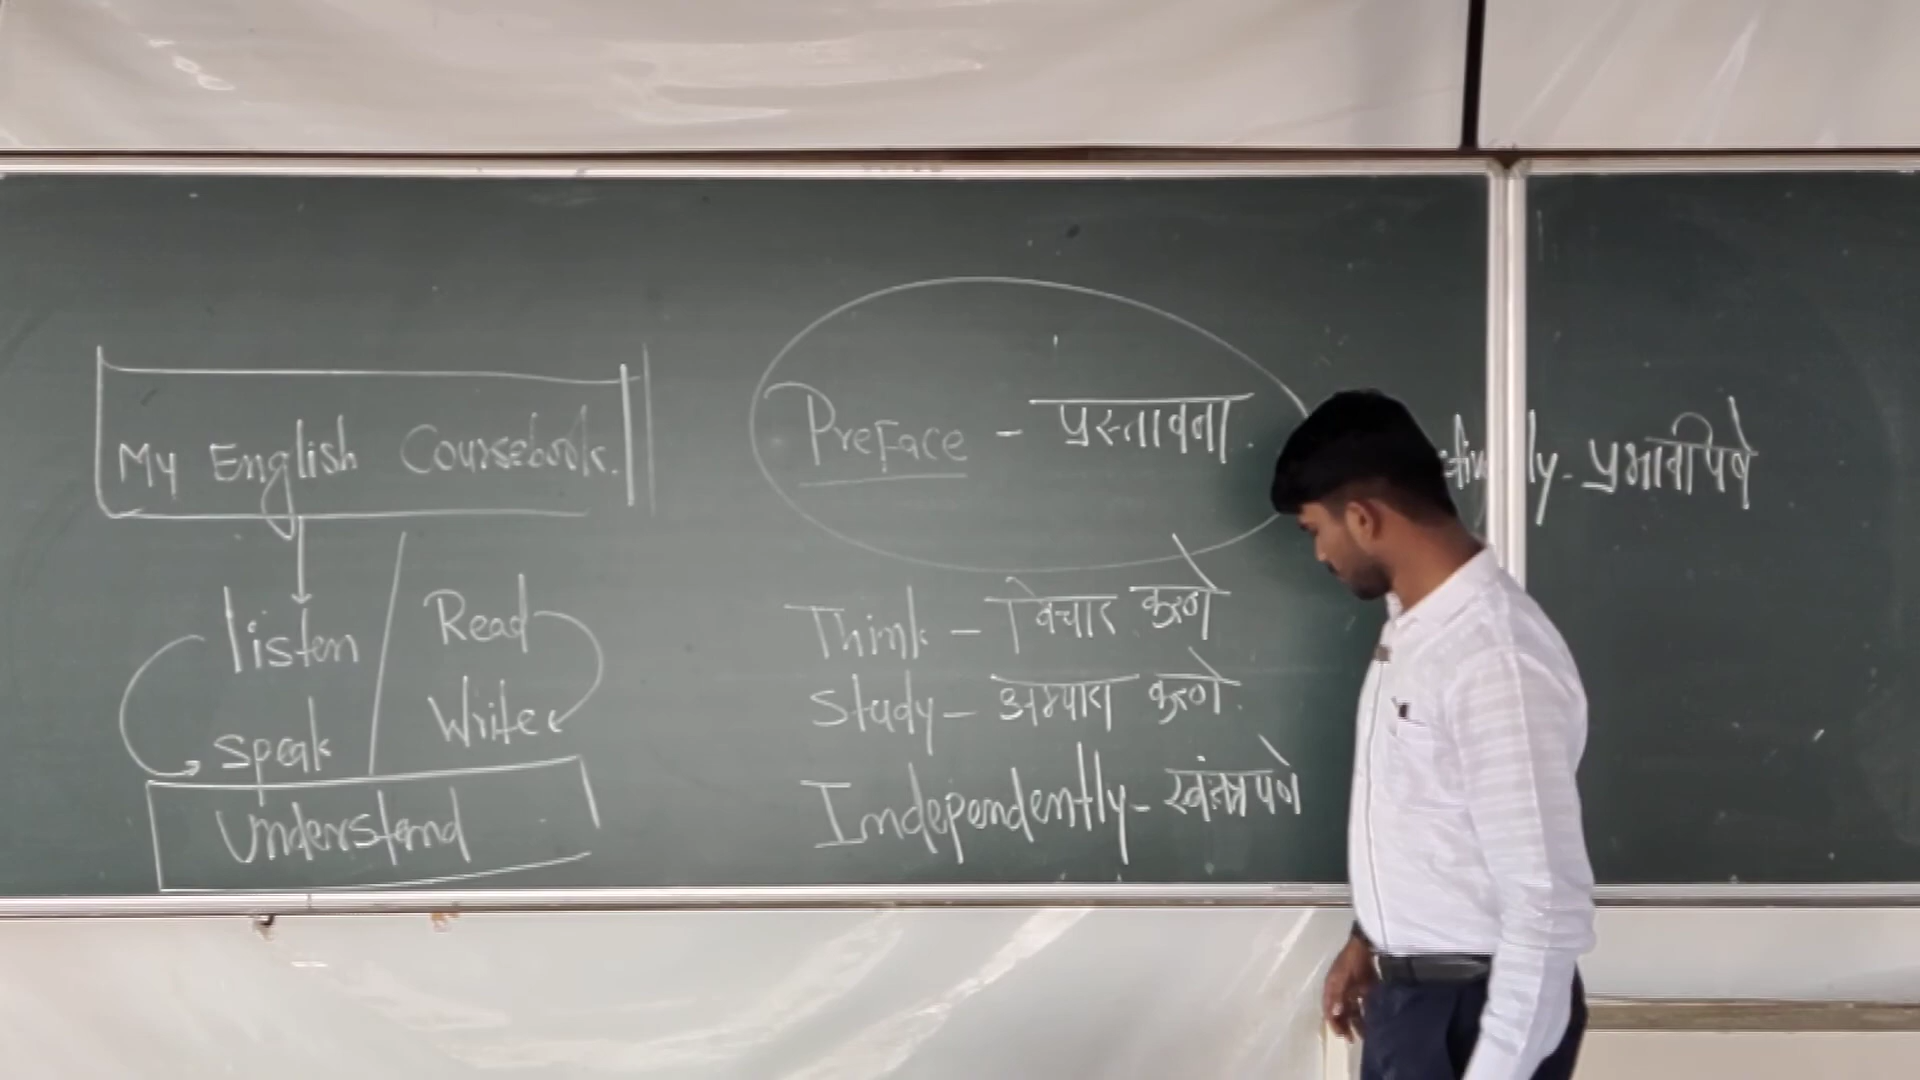 My English Coursebook.
listen
Read
speak
Write
Understand
Preface - प्रस्तावना.
Think - विचार करणे
Study - अभ्यास करणे.
Independently - स्वंतत्रपणे
ly - प्रभावीपणे